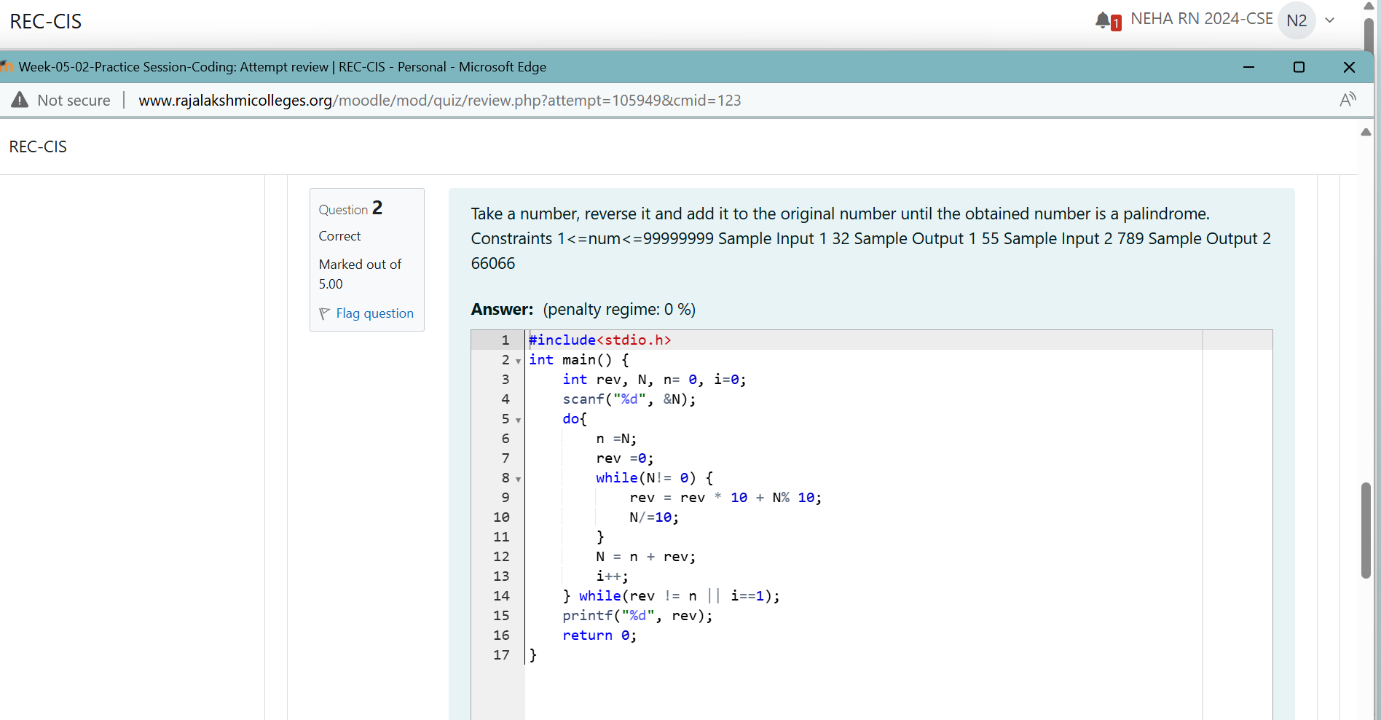 REC-CIS
1 NEHA RN 2024-CSE N2
Week-05-02-Practice Session-Coding: Attempt review | REC-CIS - Personal - Microsoft Edge
Not secure | www.rajalakshmicolleges.org/moodle/mod/quiz/review.php?attempt=105949&cmid=123
REC-CIS
Question 2
Correct
Marked out of
5.00
Flag question
Take a number, reverse it and add it to the original number until the obtained number is a palindrome.
Constraints 1<=num<=99999999 Sample Input 1 32 Sample Output 1 55 Sample Input 2 789 Sample Output 2
66066
Answer: (penalty regime: 0 %)
1 #include<stdio.h>
2 int main() {
3     int rev, N, n= 0, i=0;
4     scanf("%d", &N);
5     do{
6         n =N;
7         rev =0;
8         while(N!= 0) {
9             rev = rev * 10 + N% 10;
10             N/=10;
11         }
12         N = n + rev;
13         i++;
14     } while(rev != n || i==1);
15     printf("%d", rev);
16     return 0;
17 }